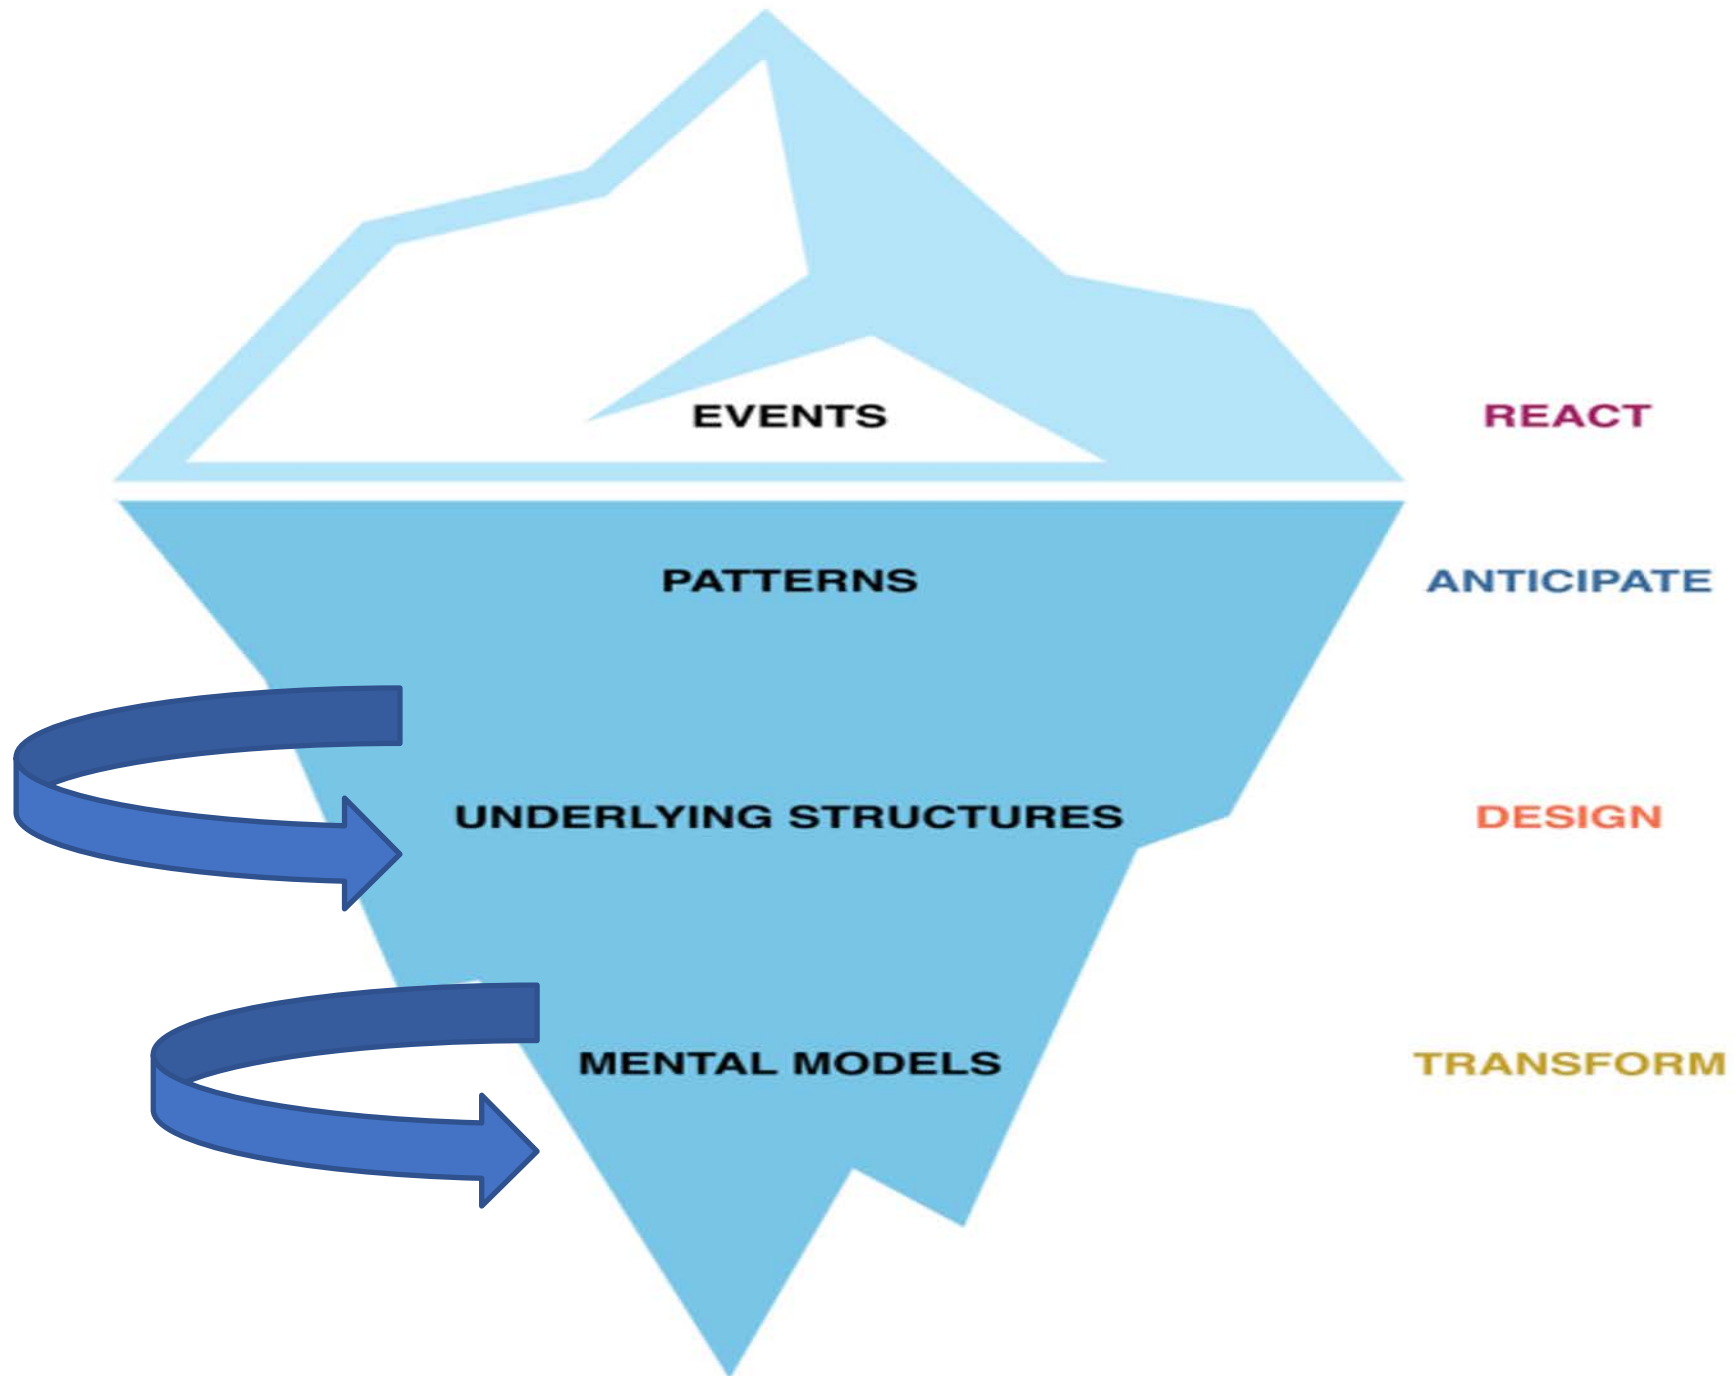 EVENTS REACT
PATTERNS ANTICIPATE
UNDERLYING STRUCTURES DESIGN
MENTAL MODELS TRANSFORM